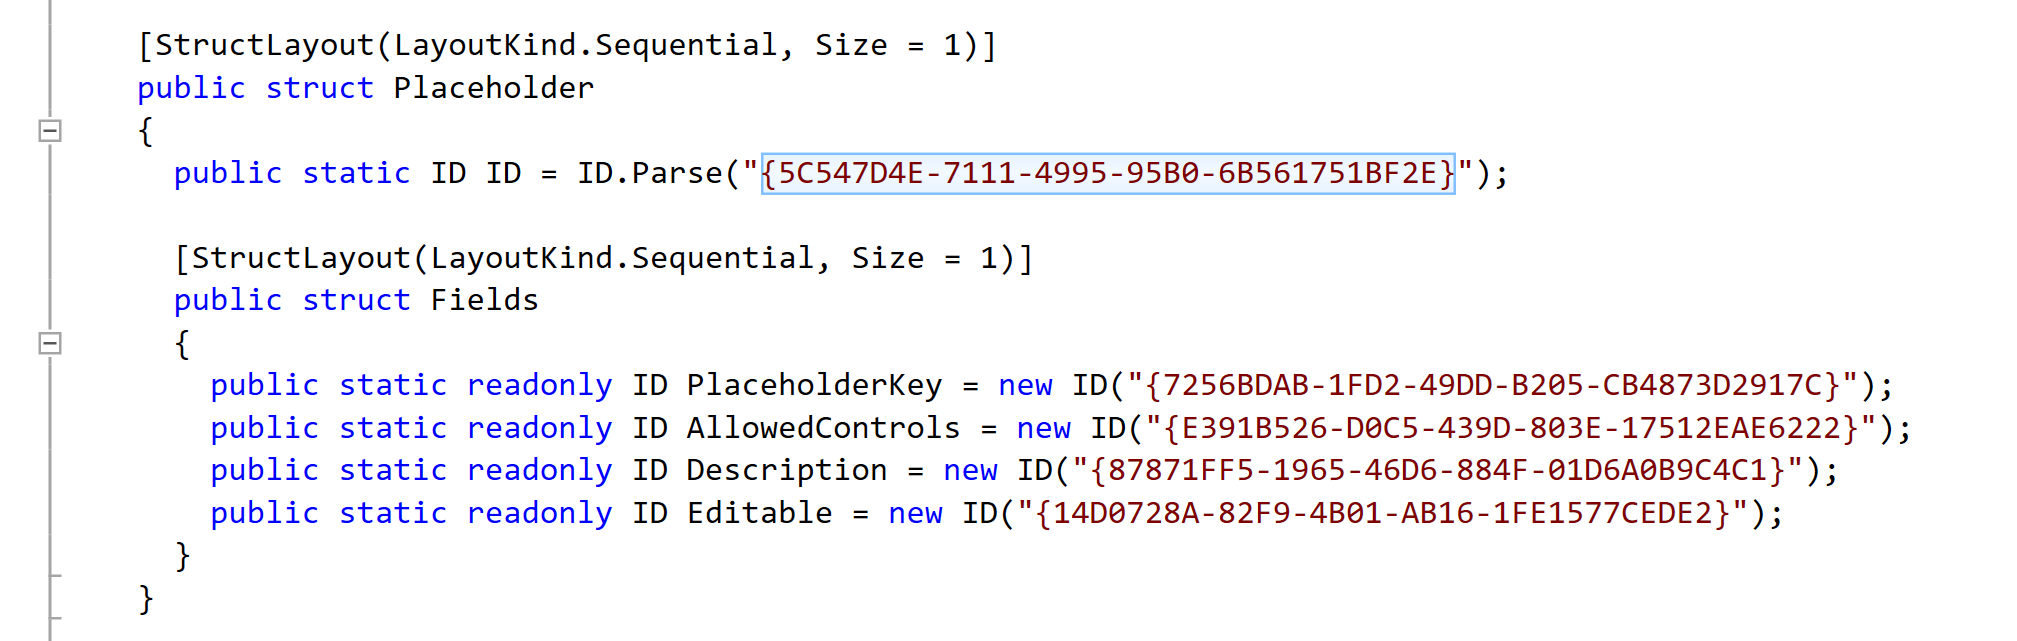 [StructLayout(LayoutKind.Sequential, Size = 1)]
public struct Placeholder
{
public static ID ID = ID.Parse("{5C547D4E-7111-4995-95B0-6B561751BF2E}");
[StructLayout(LayoutKind.Sequential, Size = 1)]
public struct Fields
{
public static readonly ID PlaceholderKey = new ID("{7256BDAB-1FD2-49DD-B205-CB4873D2917C}");
public static readonly ID AllowedControls = new ID("{E391B526-D0C5-439D-803E-17512EAE6222}");
public static readonly ID Description = new ID("{87871FF5-1965-46D6-884F-01D6A0B9C4C1}");
public static readonly ID Editable = new ID("{14D0728A-82F9-4B01-AB16-1FE1577CEDE2}");
}
}